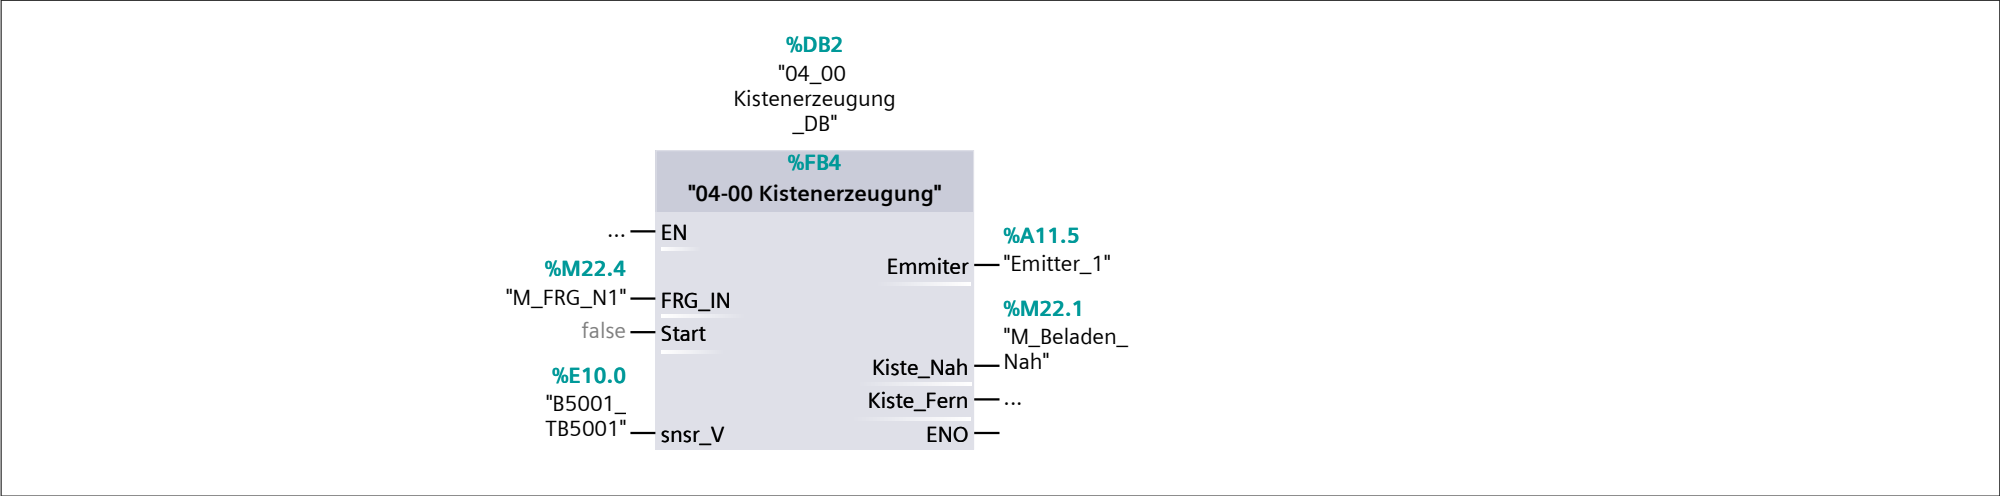 %DB2
"04_00
Kistenerzeugung
_DB"
%FB4
"04-00 Kistenerzeugung"
... EN
%A11.5
Emmiter "Emitter_1"
%M22.4
"M_FRG_N1" FRG_IN
false Start
%M22.1
"M_Beladen_
Kiste_Nah Nah"
%E10.0
"B5001_
TB5001" snsr_V
Kiste_Fern ...
ENO